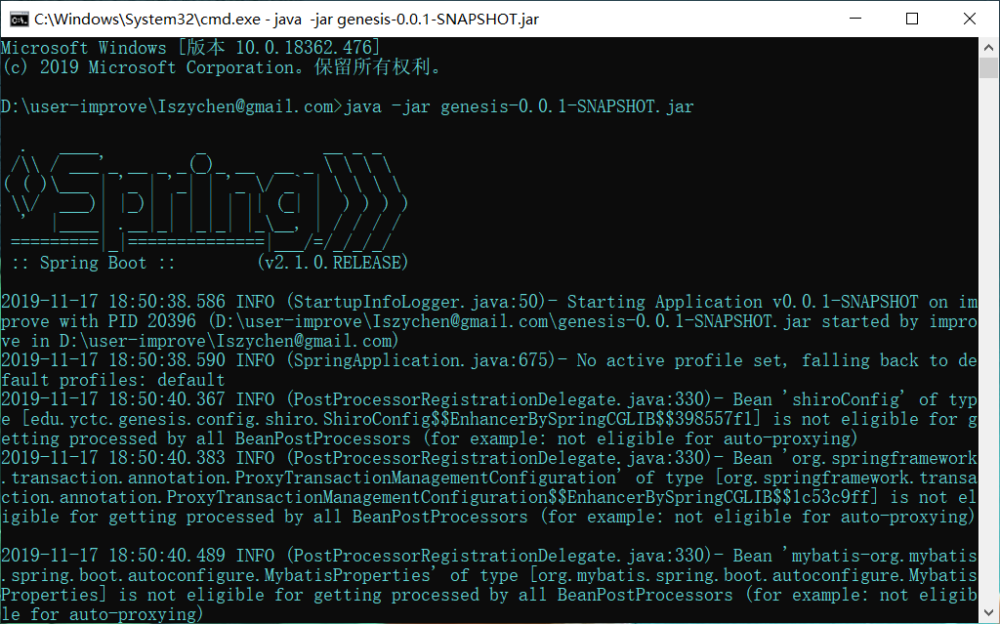 C:\Windows\System32\cmd.exe - java  -jar genesis-0.0.1-SNAPSHOT.jar
Microsoft Windows [版本 10.0.18362.476]
(c) 2019 Microsoft Corporation。保留所有权利。
D:\user-improve\Iszychen@gmail.com>java -jar genesis-0.0.1-SNAPSHOT.jar
Spring
:: Spring Boot ::        (v2.1.0.RELEASE)
2019-11-17 18:50:38.586 INFO (StartupInfoLogger.java:50)- Starting Application v0.0.1-SNAPSHOT on im
prove with PID 20396 (D:\user-improve\Iszychen@gmail.com\genesis-0.0.1-SNAPSHOT.jar started by impro
ve in D:\user-improve\Iszychen@gmail.com)
2019-11-17 18:50:38.590 INFO (SpringApplication.java:675)- No active profile set, falling back to de
fault profiles: default
2019-11-17 18:50:40.367 INFO (PostProcessorRegistrationDelegate.java:330)- Bean 'shiroConfig' of typ
e [edu.yctc.genesis.config.shiro.ShiroConfig$$EnhancerBySpringCGLIB$$398557f1] is not eligible for g
etting processed by all BeanPostProcessors (for example: not eligible for auto-proxying)
2019-11-17 18:50:40.383 INFO (PostProcessorRegistrationDelegate.java:330)- Bean 'org.springframework
.transaction.annotation.ProxyTransactionManagementConfiguration' of type [org.springframework.transa
ction.annotation.ProxyTransactionManagementConfiguration$$EnhancerBySpringCGLIB$$1c53c9ff] is not el
igible for getting processed by all BeanPostProcessors (for example: not eligible for auto-proxying)
2019-11-17 18:50:40.489 INFO (PostProcessorRegistrationDelegate.java:330)- Bean 'mybatis-org.mybatis
.spring.boot.autoconfigure.MybatisProperties' of type [org.mybatis.spring.boot.autoconfigure.Mybatis
Properties] is not eligible for getting processed by all BeanPostProcessors (for example: not eligib
le for auto-proxying)